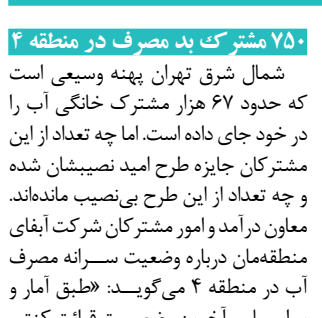 ۷۵۰ مشترک بد مصرف در منطقه ۴
شمال شرق تهران پهنه وسیعی است
که حدود ۶۷ هزار مشترک خانگی آب را
در خود جای داده است. اما چه تعداد از این
مشترکان جایزه طرح امید نصیبشان شده
و چه تعداد از این طرح بی‌نصیب مانده‌اند.
معاون درآمد و امور مشترکان شرکت آبفای
منطقه‌مان درباره وضعیت ســرانه مصرف
آب در منطقه ۴ می‌گویــد: «طبق آمار و